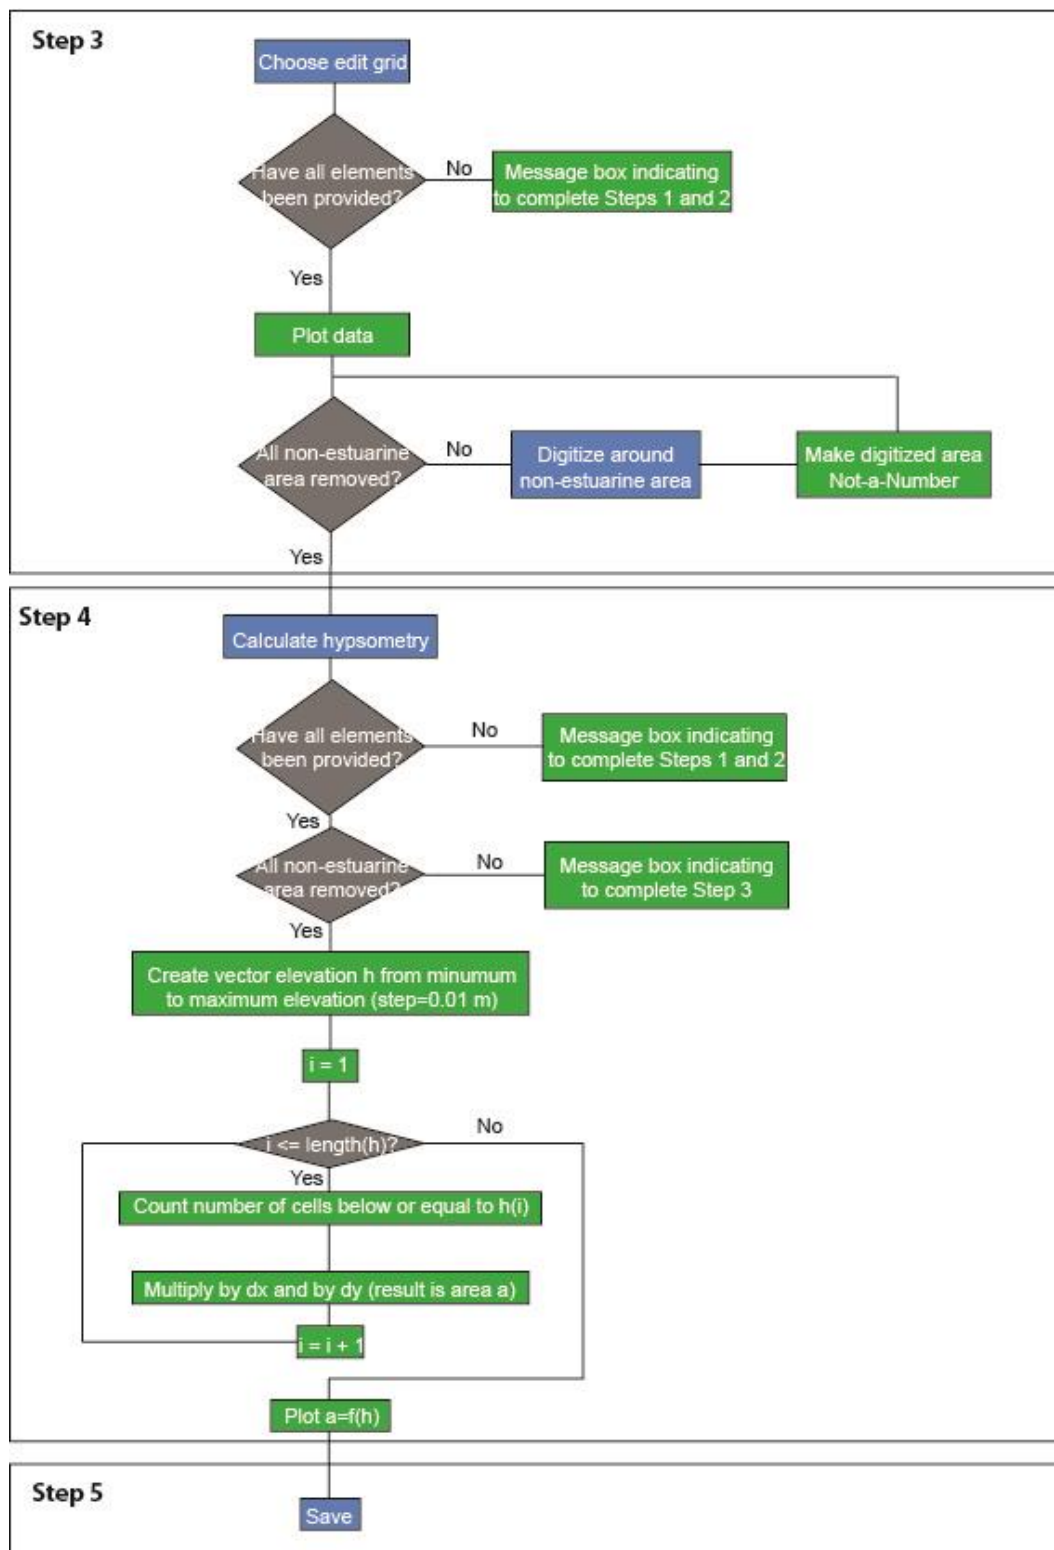 Step 3
Choose edit grid
Have all elements
been provided?
No
Message box indicating
to complete Steps 1 and 2
Yes
Plot data
All non-estuarine
area removed?
No
Digitize around
non-estuarine area
Make digitized area
Not-a-Number
Yes
Step 4
Calculate hypsometry
Have all elements
been provided?
No
Message box indicating
to complete Steps 1 and 2
Yes
All non-estuarine
area removed?
No
Message box indicating
to complete Step 3
Yes
Create vector elevation h from minumum
to maximum elevation (step=0.01 m)
i = 1
i <= length(h)?
No
Yes
Count number of cells below or equal to h(i)
Multiply by dx and by dy (result is area a)
i = i + 1
Plot a=f(h)
Step 5
Save